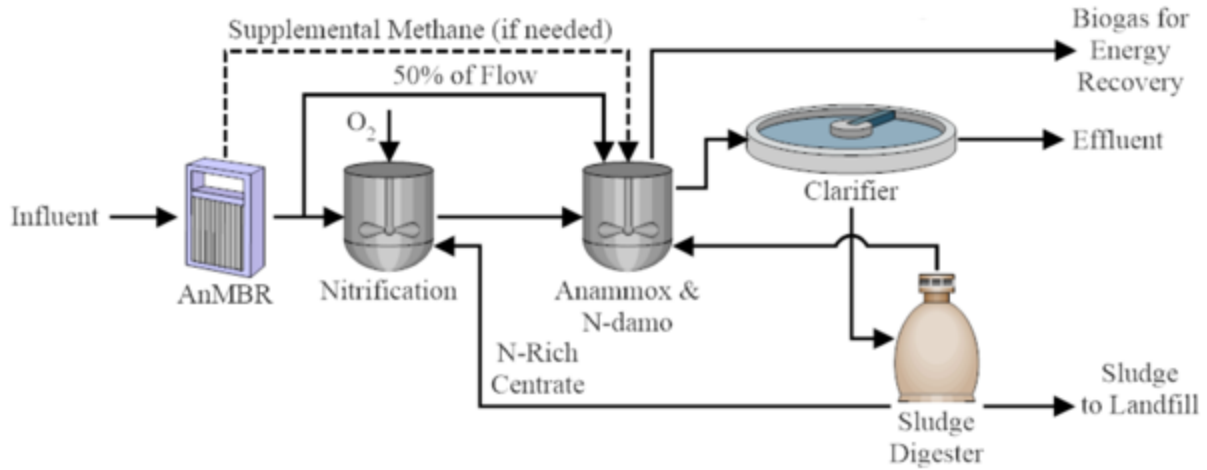 Supplemental Methane (if needed)
50% of Flow
O2
Influent
AnMBR
Nitrification
Anammox &
N-damo
Biogas for
Energy
Recovery
Effluent
Clarifier
N-Rich
Centrate
Sludge
Digester
Sludge
to Landfill